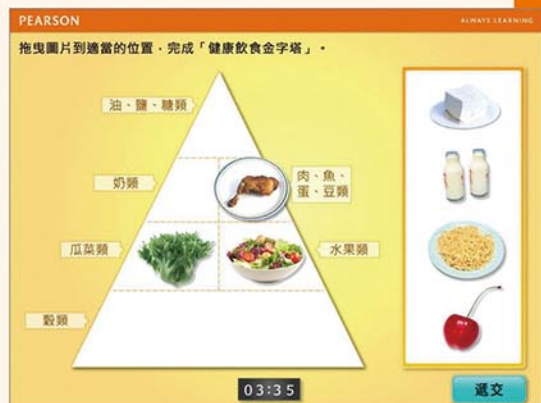 PEARSON
ALWAYS LEARNING
拖曳圖片到適當的位置,完成「健康飲食金字塔」。
油、鹽、糖類
奶類
肉、魚、
蛋、豆類
瓜菜類
水果類
穀類
03:35
遞交